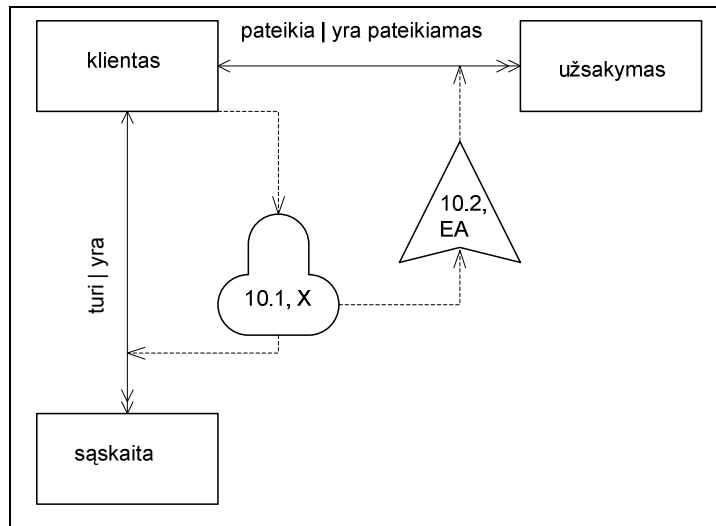 pateikia | yra pateikiamas
klientas
užsakymas
10.2,
EA
turi | yra
10.1, X
sąskaita